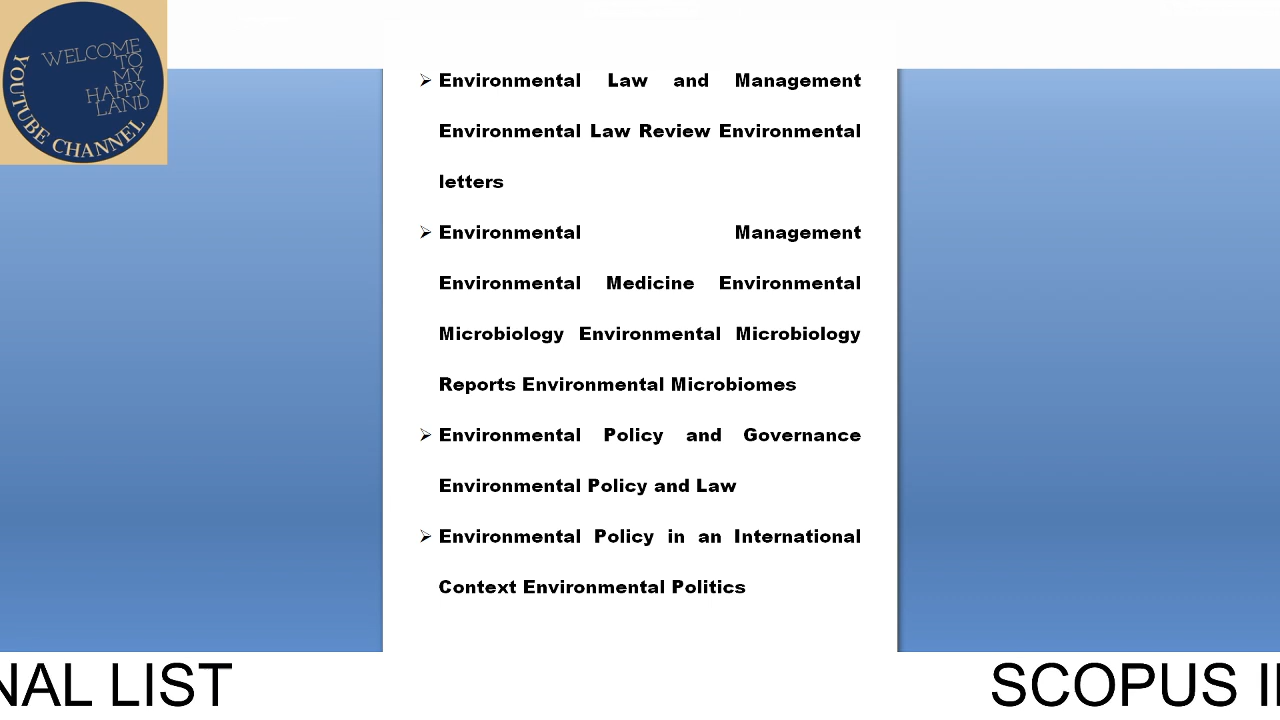 WELCOME
TO
MY
HAPPY
LAND
YOUTUBE CHANNEL
➢ Environmental Law and Management
Environmental Law Review Environmental
letters
➢ Environmental Management
Environmental Medicine Environmental
Microbiology Environmental Microbiology
Reports Environmental Microbiomes
➢ Environmental Policy and Governance
Environmental Policy and Law
➢ Environmental Policy in an International
Context Environmental Politics
NAL LIST SCOPUS I